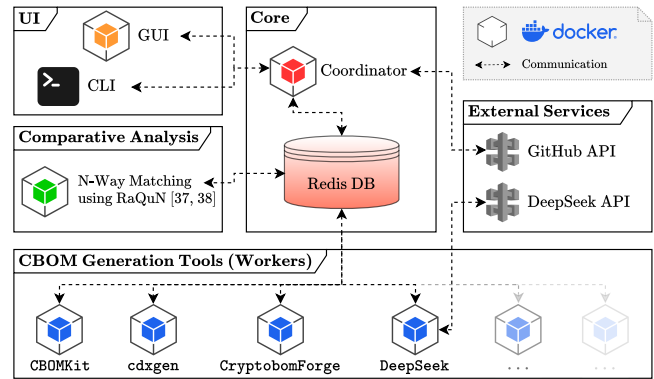 UI
GUI
CLI
Core
Coordinator
Redis DB
docker
Communication
Comparative Analysis
N-Way Matching
using RaQuN [37, 38]
External Services
GitHub API
DeepSeek API
CBOM Generation Tools (Workers)
CBOMKit
cdxgen
CryptobomForge
DeepSeek
...
...